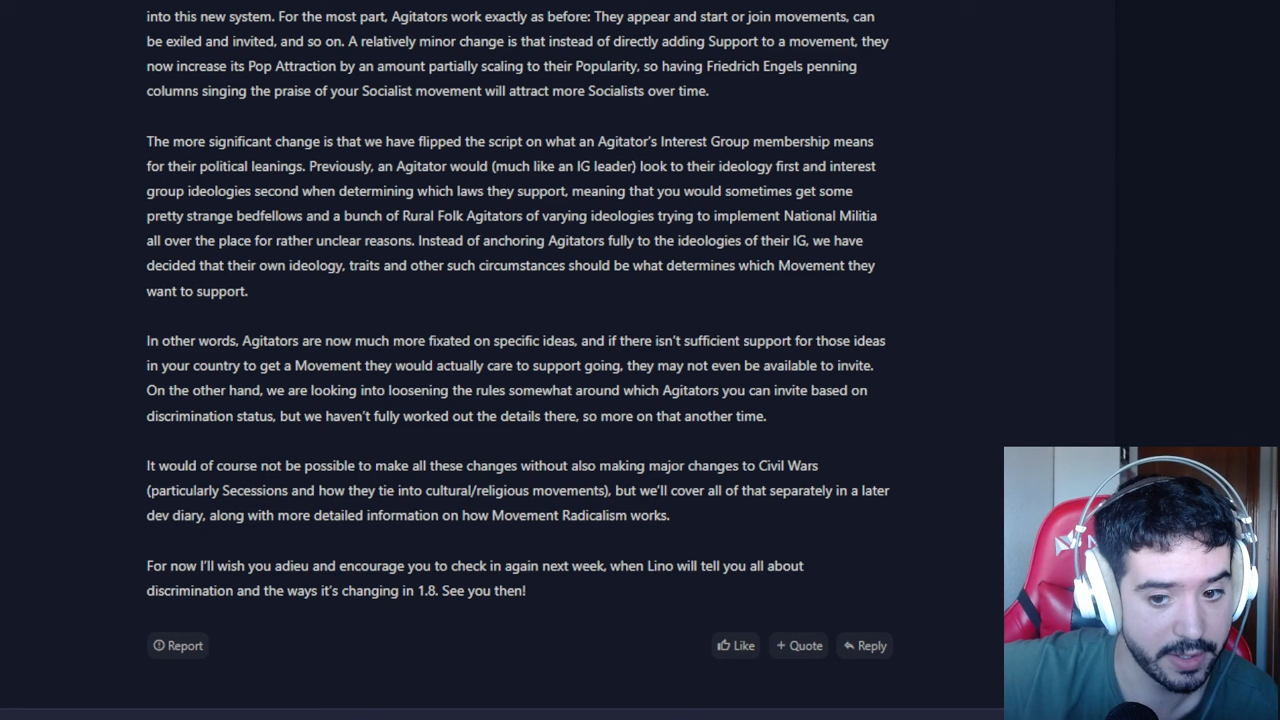 into this new system. For the most part, Agitators work exactly as before: They appear and start or join movements, can
be exiled and invited, and so on. A relatively minor change is that instead of directly adding Support to a movement, they
now increase its Pop Attraction by an amount partially scaling to their Popularity, so having Friedrich Engels penning
columns singing the praise of your Socialist movement will attract more Socialists over time.
The more significant change is that we have flipped the script on what an Agitator's Interest Group membership means
for their political leanings. Previously, an Agitator would (much like an IG leader) look to their ideology first and interest
group ideologies second when determining which laws they support, meaning that you would sometimes get some
pretty strange bedfellows and a bunch of Rural Folk Agitators of varying ideologies trying to implement National Militia
all over the place for rather unclear reasons. Instead of anchoring Agitators fully to the ideologies of their IG, we have
decided that their own ideology, traits and other such circumstances should be what determines which Movement they
want to support.
In other words, Agitators are now much more fixated on specific ideas, and if there isn't sufficient support for those ideas
in your country to get a Movement they would actually care to support going, they may not even be available to invite.
On the other hand, we are looking into loosening the rules somewhat around which Agitators you can invite based on
discrimination status, but we haven't fully worked out the details there, so more on that another time.
It would of course not be possible to make all these changes without also making major changes to Civil Wars
(particularly Secessions and how they tie into cultural/religious movements), but we'll cover all of that separately in a later
dev diary, along with more detailed information on how Movement Radicalism works.
For now I'll wish you adieu and encourage you to check in again next week, when Lino will tell you all about
discrimination and the ways it's changing in 1.8. See you then!
Report
Like
+ Quote
Reply